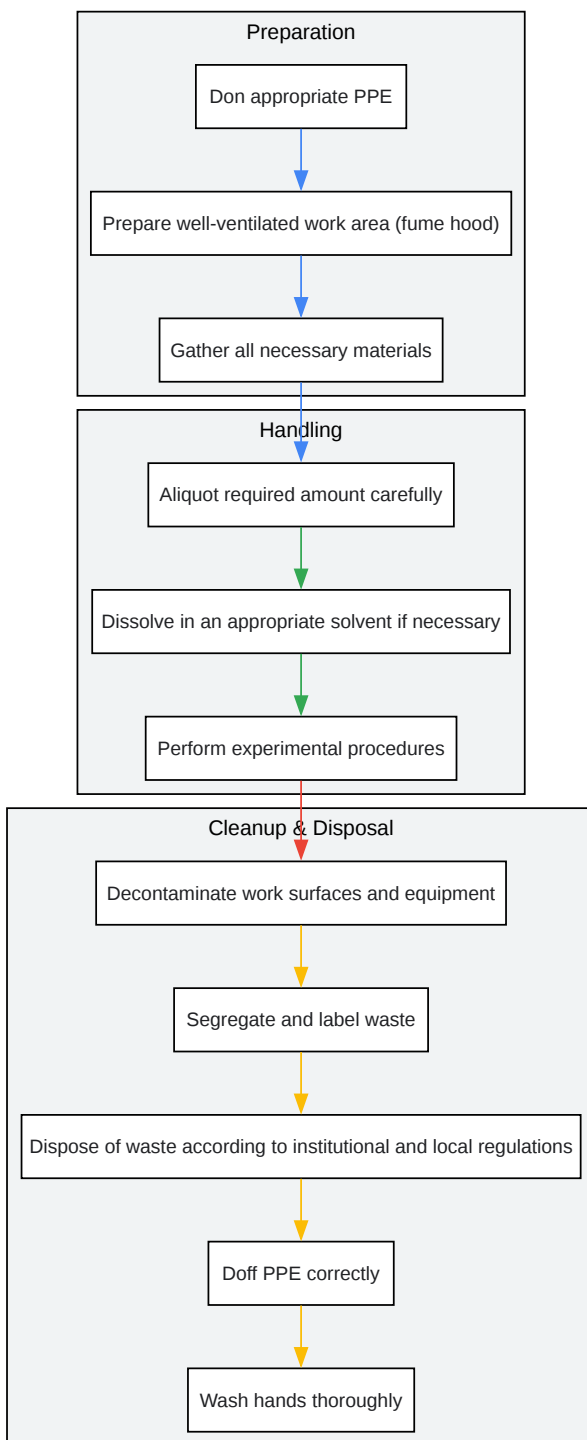 Preparation
Don appropriate PPE
Prepare well-ventilated work area (fume hood)
Gather all necessary materials
Handling
Aliquot required amount carefully
Dissolve in an appropriate solvent if necessary
Perform experimental procedures
Cleanup & Disposal
Decontaminate work surfaces and equipment
Segregate and label waste
Dispose of waste according to institutional and local regulations
Doff PPE correctly
Wash hands thoroughly